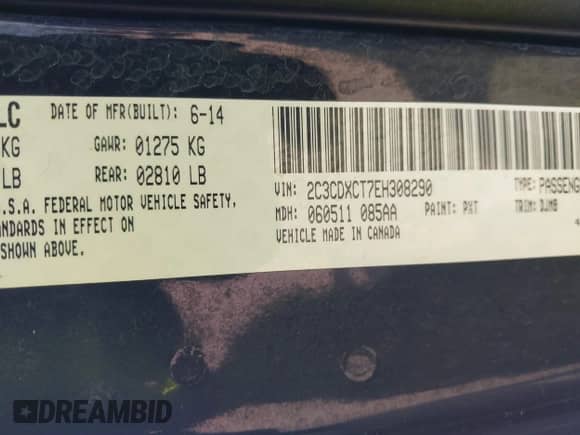 LC DATE OF MFR(BUILT): 6-14
KG GAWR: 01275 KG
LB REAR: 02810 LB
.S.A. FEDERAL MOTOR VEHICLE SAFETY,
ANDARDS IN EFFECT ON
SHOWN ABOVE.
VIN: 2C3CDXCT7EH308290 TYPE: PASSENG
MDH: 060511 085AA PAINT: PXT TRIM: DJM8
VEHICLE MADE IN CANADA
DREAMBID